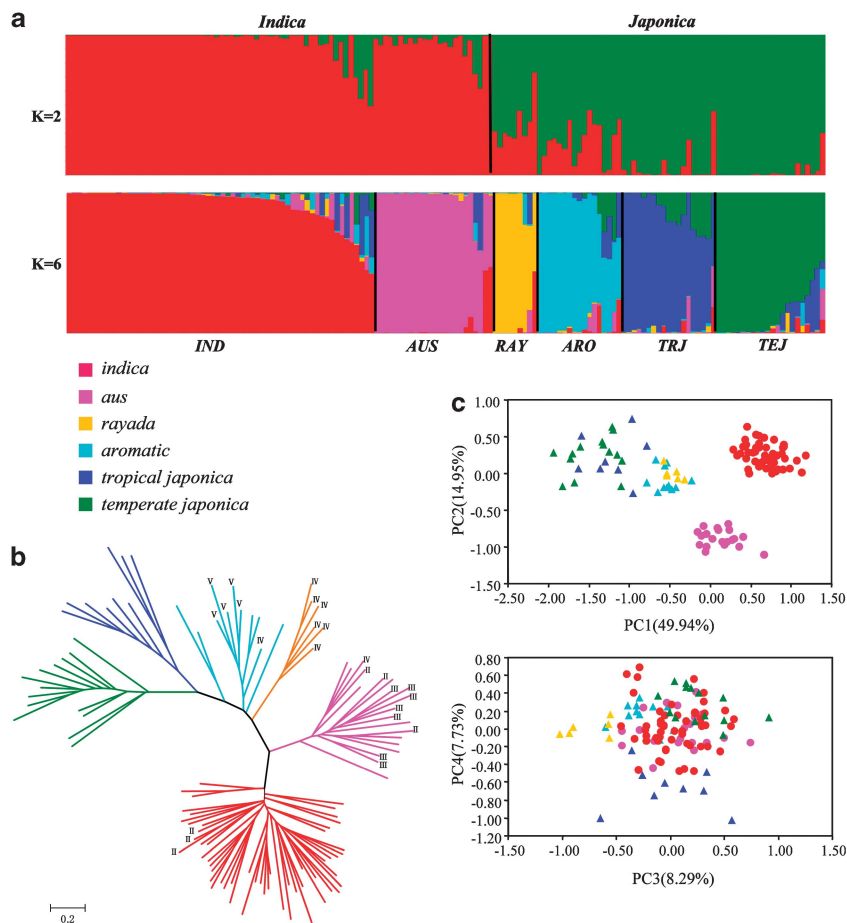 a
Indica Japonica
K=2
K=6
IND AUS RAY ARO TRJ TEJ
indica
aus
rayada
aromatic
tropical japonica
temperate japonica
b
V V IV
V V IV IV
IV IV IV
IV
IV
II
II
III
III
III
III
II
III
III
II
II
II
0.2
c
1.00
0.50
0.00
-0.50
-1.00
-1.50
PC2(14.95%)
-2.50 -2.00 -1.50 -1.00 -0.50 0.00 0.50 1.00 1.50
PC1(49.94%)
0.80
0.60
0.40
0.20
0.00
-0.20
-0.40
-0.60
-0.80
-1.00
-1.20
PC4(7.73%)
-1.50 -1.00 -0.50 0.00 0.50 1.00 1.50
PC3(8.29%)